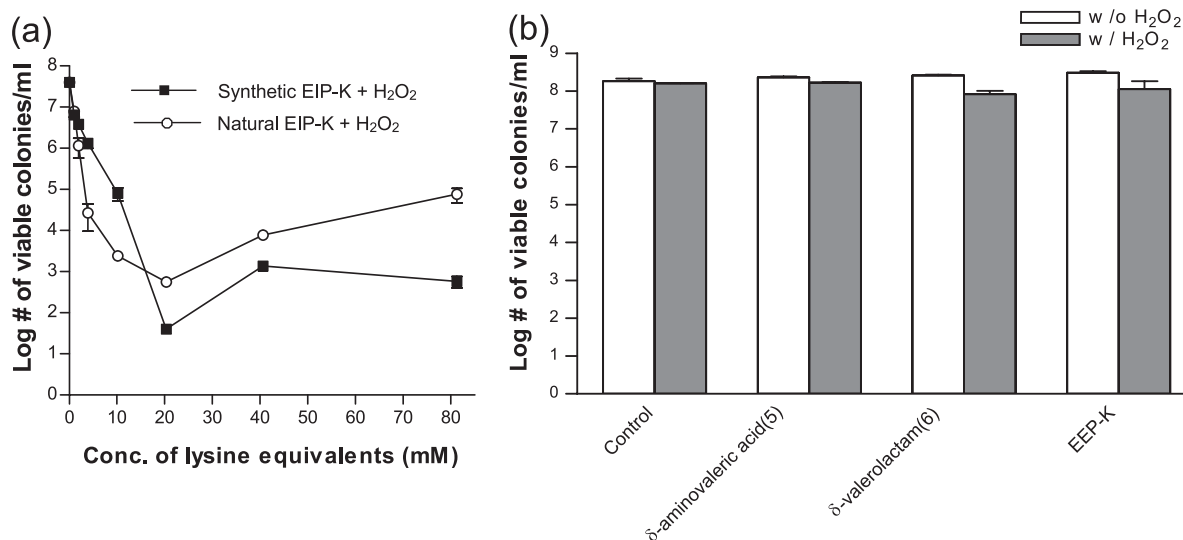 (a)
Synthetic EIP-K + H₂O₂
Natural EIP-K + H₂O₂
Log # of viable colonies/ml
8
7
6
5
4
3
2
1
0
0 10 20 30 40 50 60 70 80
Conc. of lysine equivalents (mM)
(b)
w/o H₂O₂
w/ H₂O₂
Log # of viable colonies/ml
9
8
7
6
5
4
3
2
1
0
Control
δ-aminovaleric acid(5)
δ-valerolactam(6)
EEP-K